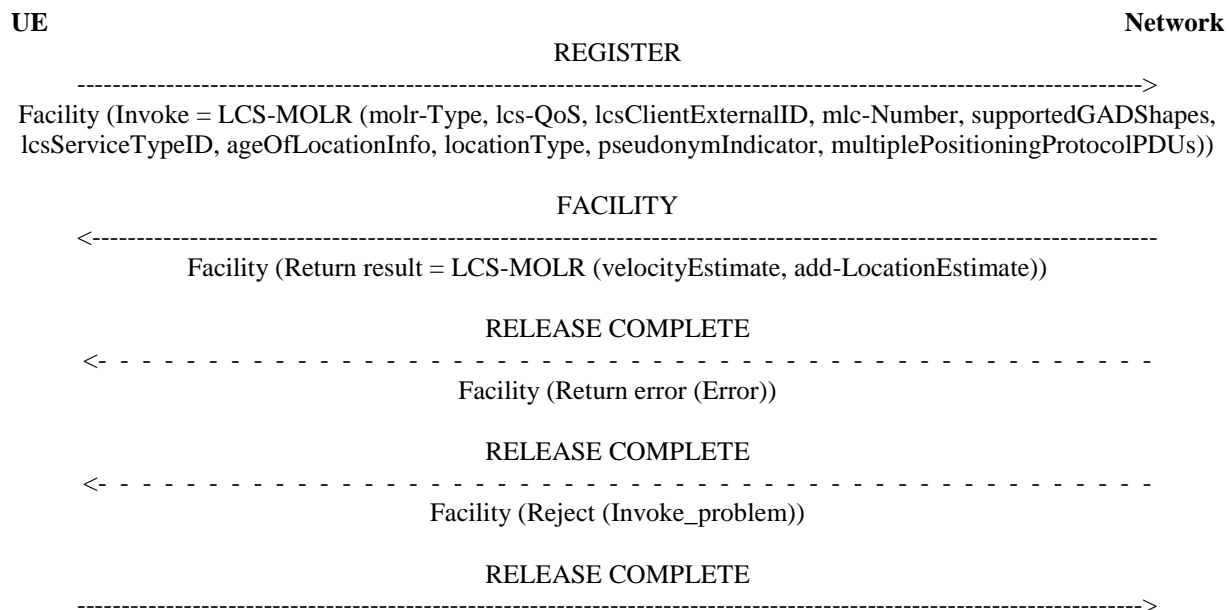 UE Network
REGISTER
------------------------------------------------------------------------------------------------------------------------>
Facility (Invoke = LCS-MOLR (molr-Type, lcs-QoS, lcsClientExternalID, mlc-Number, supportedGADShapes,
lcsServiceTypeID, ageOfLocationInfo, locationType, pseudonymIndicator, multiplePositioningProtocolPDUs))
FACILITY
<------------------------------------------------------------------------------------------------------------------------
Facility (Return result = LCS-MOLR (velocityEstimate, add-LocationEstimate))
RELEASE COMPLETE
<- - - - - - - - - - - - - - - - - - - - - - - - - - - - - - - - - - - - - - - - - - - - - - - - -
Facility (Return error (Error))
RELEASE COMPLETE
<- - - - - - - - - - - - - - - - - - - - - - - - - - - - - - - - - - - - - - - - - - - - - - - - -
Facility (Reject (Invoke_problem))
RELEASE COMPLETE
------------------------------------------------------------------------------------------------------------------------>